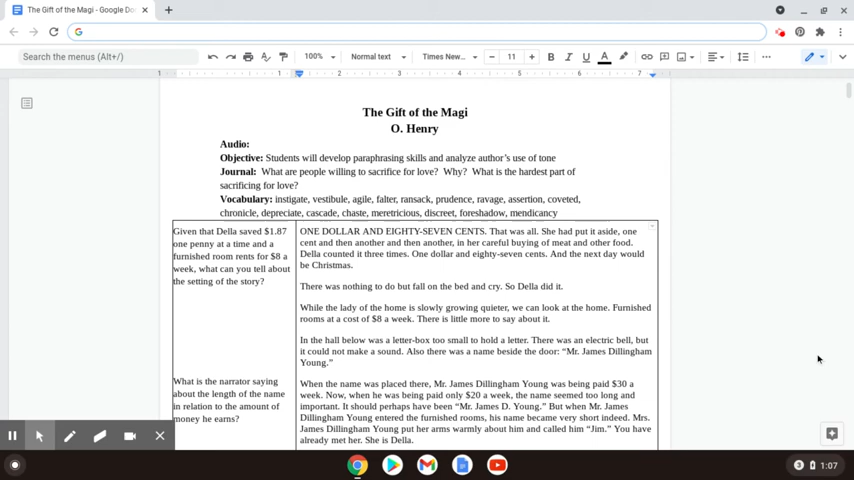 The Gift of the Magi - Google Do
Search the menus (Alt+/)
100%
Normal text
Times New...
11
B I U A
1 1 2 3 4 5 6 7
The Gift of the Magi
O. Henry
Audio:
Objective: Students will develop paraphrasing skills and analyze author's use of tone
Journal: What are people willing to sacrifice for love? Why? What is the hardest part of
sacrificing for love?
Vocabulary: instigate, vestibule, agile, falter, ransack, prudence, ravage, assertion, coveted,
chronicle, depreciate, cascade, chaste, meretricious, discreet, foreshadow, mendicancy
Given that Della saved $1.87
one penny at a time and a
furnished room rents for $8 a
week, what can you tell about
the setting of the story?
What is the narrator saying
about the length of the name
in relation to the amount of
money he earns?
ONE DOLLAR AND EIGHTY-SEVEN CENTS. That was all. She had put it aside, one
cent and then another and then another, in her careful buying of meat and other food.
Della counted it three times. One dollar and eighty-seven cents. And the next day would
be Christmas.
There was nothing to do but fall on the bed and cry. So Della did it.
While the lady of the home is slowly growing quieter, we can look at the home. Furnished
rooms at a cost of $8 a week. There is little more to say about it.
In the hall below was a letter-box too small to hold a letter. There was an electric bell, but
it could not make a sound. Also there was a name beside the door: “Mr. James Dillingham
Young.”
When the name was placed there, Mr. James Dillingham Young was being paid $30 a
week. Now, when he was being paid only $20 a week, the name seemed too long and
important. It should perhaps have been “Mr. James D. Young.” But when Mr. James
Dillingham Young entered the furnished rooms, his name became very short indeed. Mrs.
James Dillingham Young put her arms warmly about him and called him “Jim.” You have
already met her. She is Della.
3 1:07